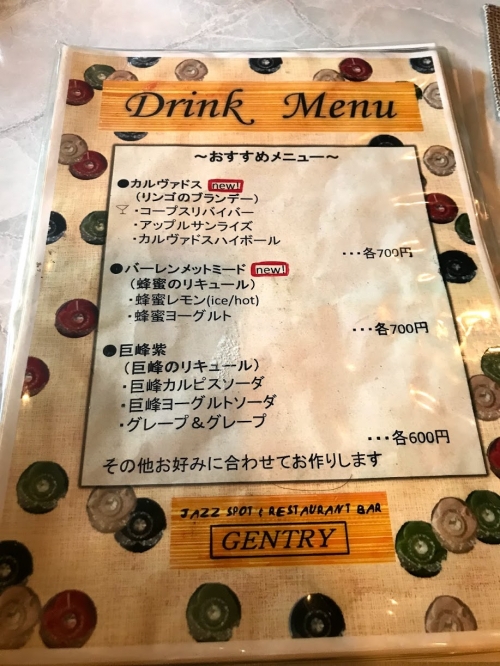 Drink Menu
～おすすめメニュー～
●カルヴァドス new!
（リンゴのブランデー）
・コープスリバイバー
・アップルサンライズ
・カルヴァドスハイボール
…各700円
●バーレンメットミード new!
（蜂蜜のリキュール）
・蜂蜜レモン(ice/hot)
・蜂蜜ヨーグルト
…各700円
●巨峰紫
（巨峰のリキュール）
・巨峰カルピスソーダ
・巨峰ヨーグルトソーダ
・グレープ＆グレープ
…各600円
その他お好みに合わせてお作りします
JAZZ SPOT & RESTAURANT BAR
GENTRY